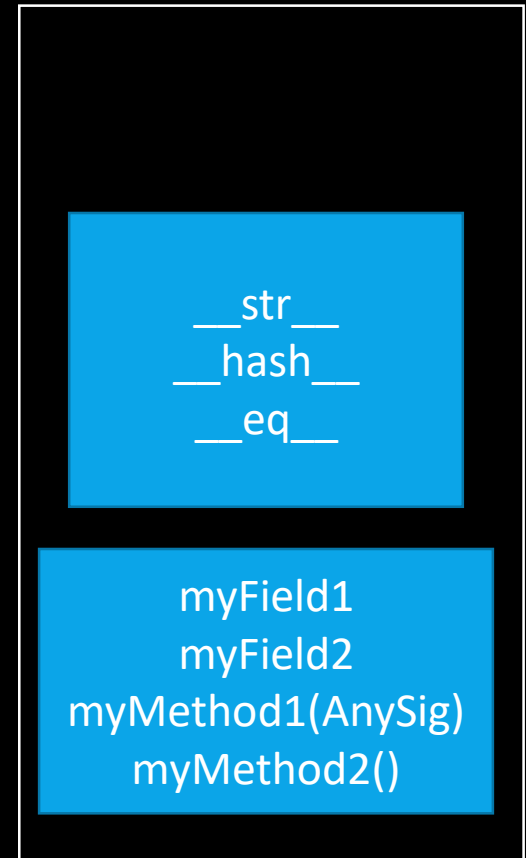 __str__
__hash__
__eq__
myField1
myField2
myMethod1(AnySig)
myMethod2()